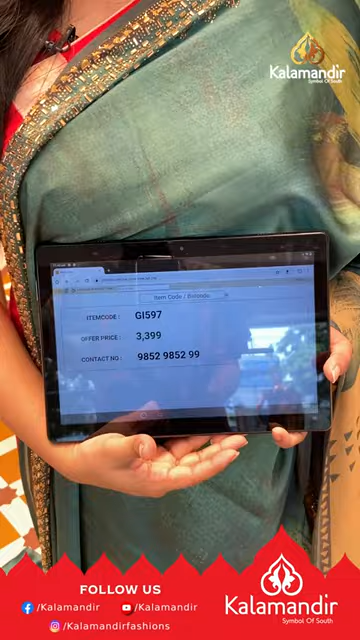 Kalamandir
Symbol Of South
Item Code / Barcode
ITEMCODE : GI597
OFFER PRICE : 3,399
CONTACT NO : 9852 9852 99
FOLLOW US
/Kalamandir /Kalamandir
/Kalamandirfashions
Kalamandir
Symbol Of South